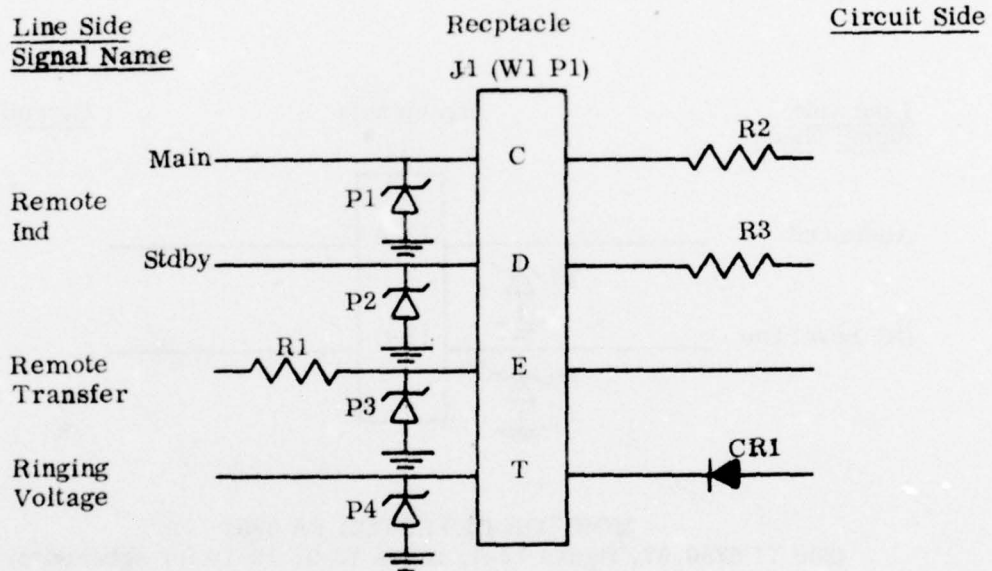 Line Side
Signal Name
Recptacle
Circuit Side
J1 (W1 P1)
Main
C
R2
P1
Remote
Ind
Stdby
D
R3
P2
R1
Remote
Transfer
E
P3
CR1
Ringing
Voltage
T
P4